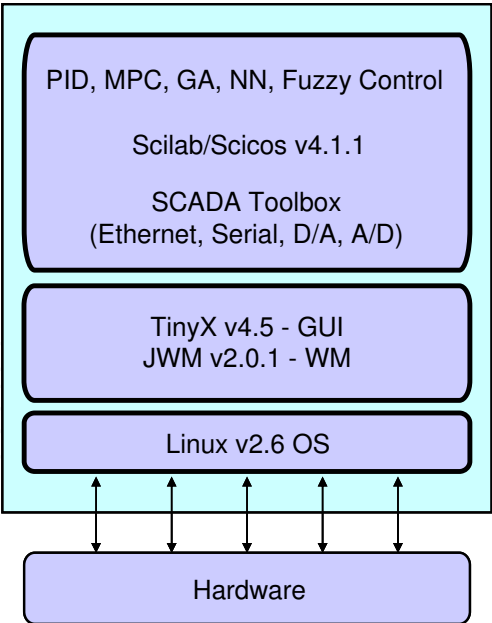 PID, MPC, GA, NN, Fuzzy Control
Scilab/Scicos v4.1.1
SCADA Toolbox
(Ethernet, Serial, D/A, A/D)
TinyX v4.5 - GUI
JWM v2.0.1 - WM
Linux v2.6 OS
Hardware